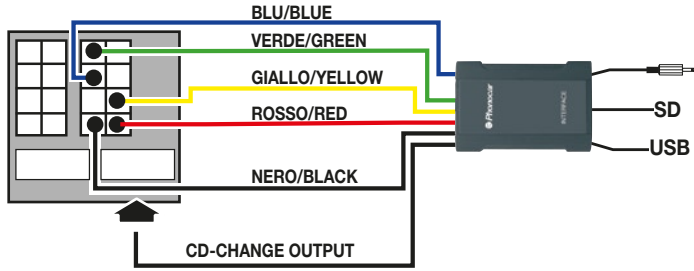 BLU/BLUE
VERDE/GREEN
GIALLO/YELLOW
ROSSO/RED
NERO/BLACK
CD-CHANGE OUTPUT
Phonocar
INTERFACE
SD
USB